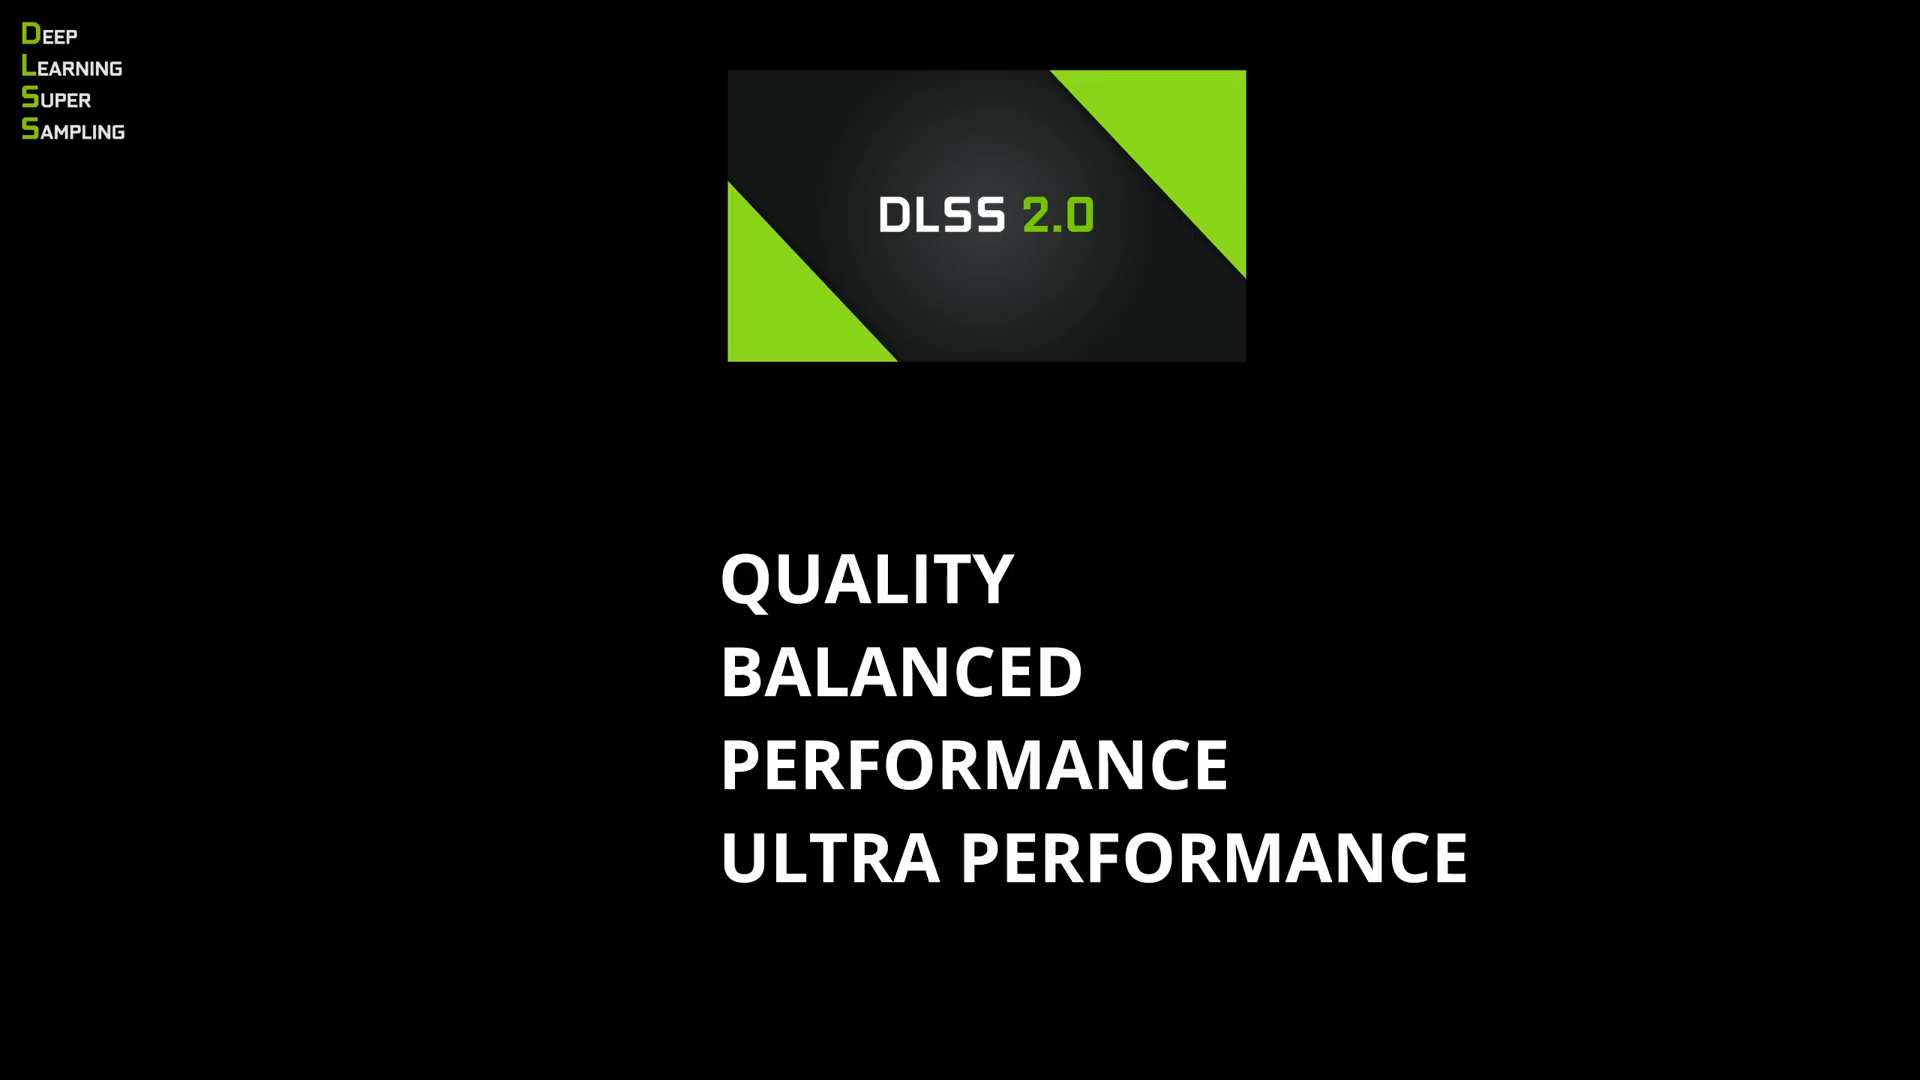 DEEP
LEARNING
SUPER
SAMPLING
DLSS 2.0
QUALITY
BALANCED
PERFORMANCE
ULTRA PERFORMANCE